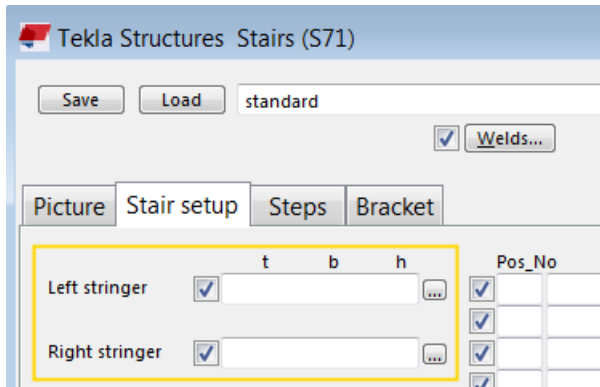 Tekla Structures Stairs (S71)
Save Load standard
Welds...
Picture Stair setup Steps Bracket
t b h Pos_No
Left stringer ...
Right stringer ...